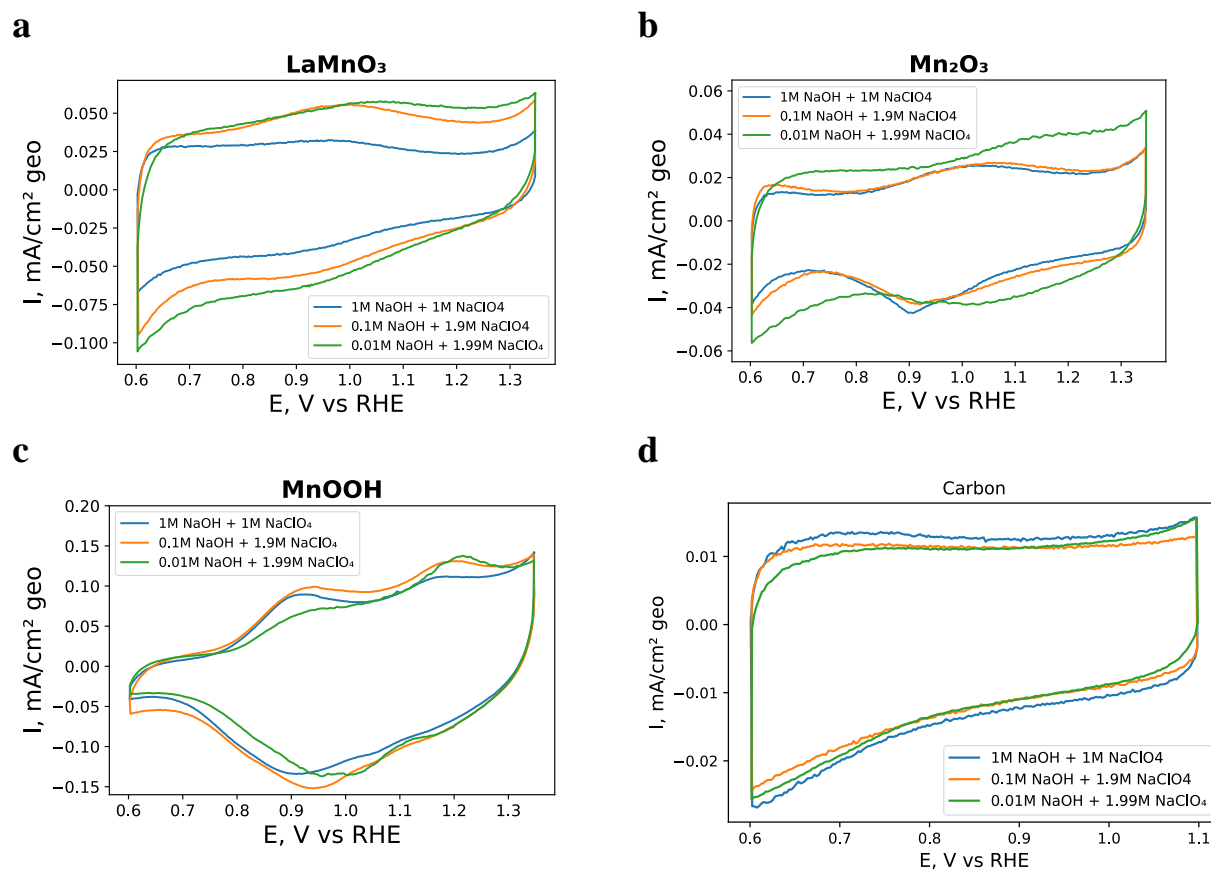 a
LaMnO₃
I, mA/cm² geo
0.050
0.025
0.000
−0.025
−0.050
−0.075
−0.100
1M NaOH + 1M NaClO4
0.1M NaOH + 1.9M NaClO4
0.01M NaOH + 1.99M NaClO₄
0.6 0.7 0.8 0.9 1.0 1.1 1.2 1.3
E, V vs RHE
b
Mn₂O₃
I, mA/cm² geo
0.06
0.04
0.02
0.00
−0.02
−0.04
−0.06
1M NaOH + 1M NaClO4
0.1M NaOH + 1.9M NaClO4
0.01M NaOH + 1.99M NaClO₄
0.6 0.7 0.8 0.9 1.0 1.1 1.2 1.3
E, V vs RHE
c
MnOOH
I, mA/cm² geo
0.20
0.15
0.10
0.05
0.00
−0.05
−0.10
−0.15
1M NaOH + 1M NaClO₄
0.1M NaOH + 1.9M NaClO₄
0.01M NaOH + 1.99M NaClO₄
0.6 0.7 0.8 0.9 1.0 1.1 1.2 1.3
E, V vs RHE
d
Carbon
I, mA/cm² geo
0.01
0.00
−0.01
−0.02
1M NaOH + 1M NaClO4
0.1M NaOH + 1.9M NaClO4
0.01M NaOH + 1.99M NaClO₄
0.6 0.7 0.8 0.9 1.0 1.1
E, V vs RHE